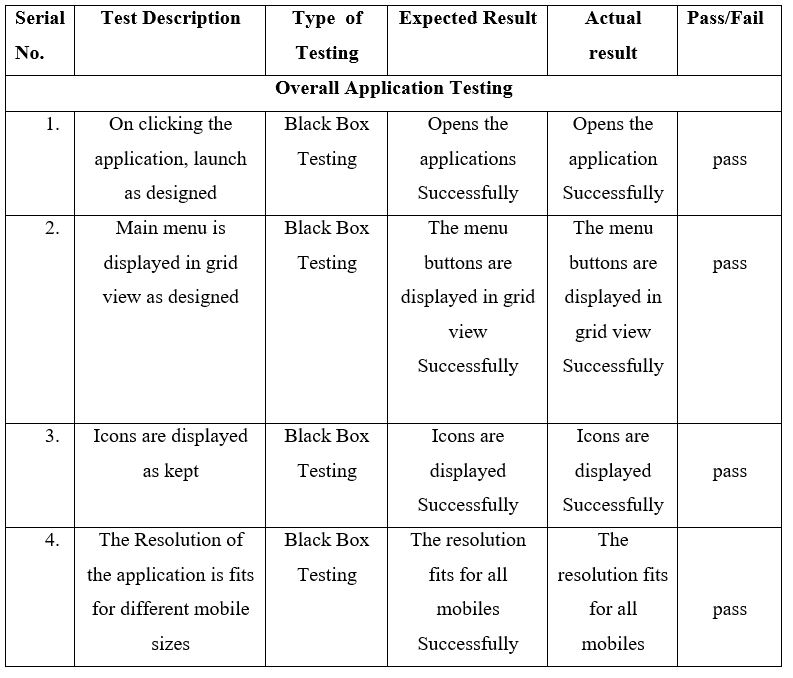 Serial No. Test Description Type of Testing Expected Result Actual result Pass/Fail
Overall Application Testing
1. On clicking the application, launch as designed Black Box Testing Opens the applications Successfully Opens the application Successfully pass
2. Main menu is displayed in grid view as designed Black Box Testing The menu buttons are displayed in grid view Successfully The menu buttons are displayed in grid view Successfully pass
3. Icons are displayed as kept Black Box Testing Icons are displayed Successfully Icons are displayed Successfully pass
4. The Resolution of the application is fits for different mobile sizes Black Box Testing The resolution fits for all mobiles Successfully The resolution fits for all mobiles pass